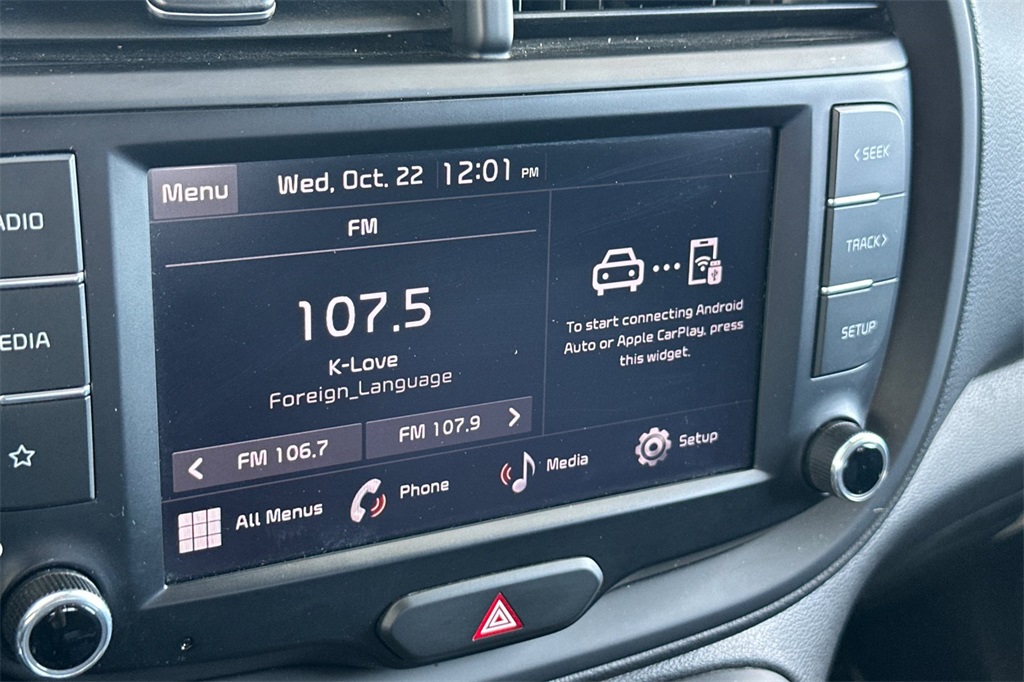 Menu
Wed, Oct. 22 12:01 PM
FM
107.5
K-Love
Foreign_Language
FM 106.7
FM 107.9
To start connecting Android
Auto or Apple CarPlay, press
this widget.
All Menus
Phone
Media
Setup
ADIO
EDIA
< SEEK
TRACK >
SETUP